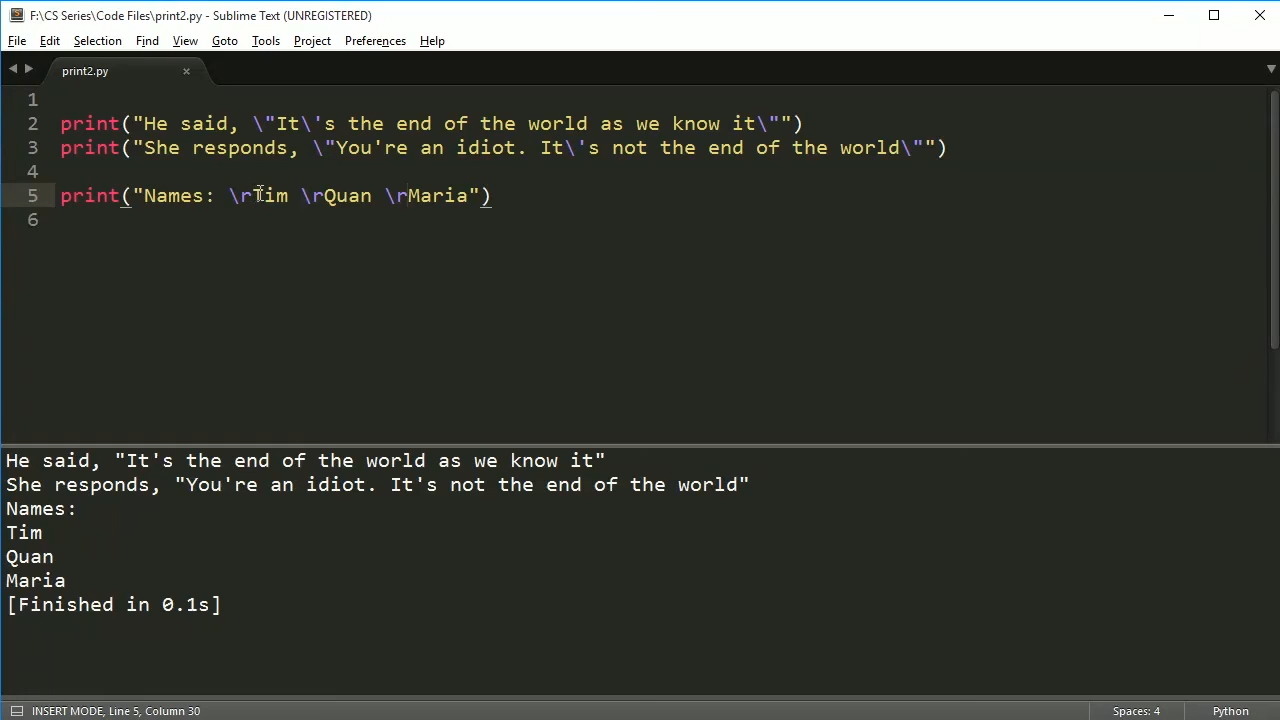 F:\CS Series\Code Files\print2.py - Sublime Text (UNREGISTERED)
File Edit Selection Find View Goto Tools Project Preferences Help
print2.py
1
2 print("He said, \"It\'s the end of the world as we know it\"")
3 print("She responds, \"You're an idiot. It\'s not the end of the world\"")
4
5 print("Names: \rTim \rQuan \rMaria")
6
He said, "It's the end of the world as we know it"
She responds, "You're an idiot. It's not the end of the world"
Names:
Tim
Quan
Maria
[Finished in 0.1s]
INSERT MODE, Line 5, Column 30 Spaces: 4 Python